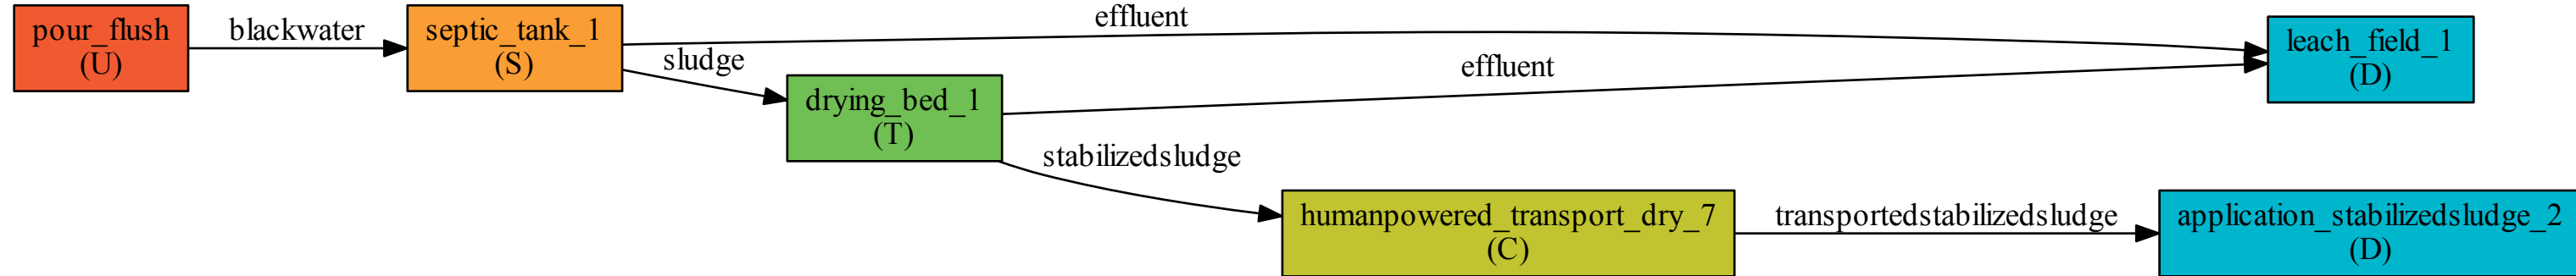 pour_flush
(U)
blackwater
septic_tank_1
(S)
effluent
sludge
drying_bed_1
(T)
effluent
stabilizedsludge
leach_field_1
(D)
humanpowered_transport_dry_7
(C)
transportedstabilizedsludge
application_stabilizedsludge_2
(D)